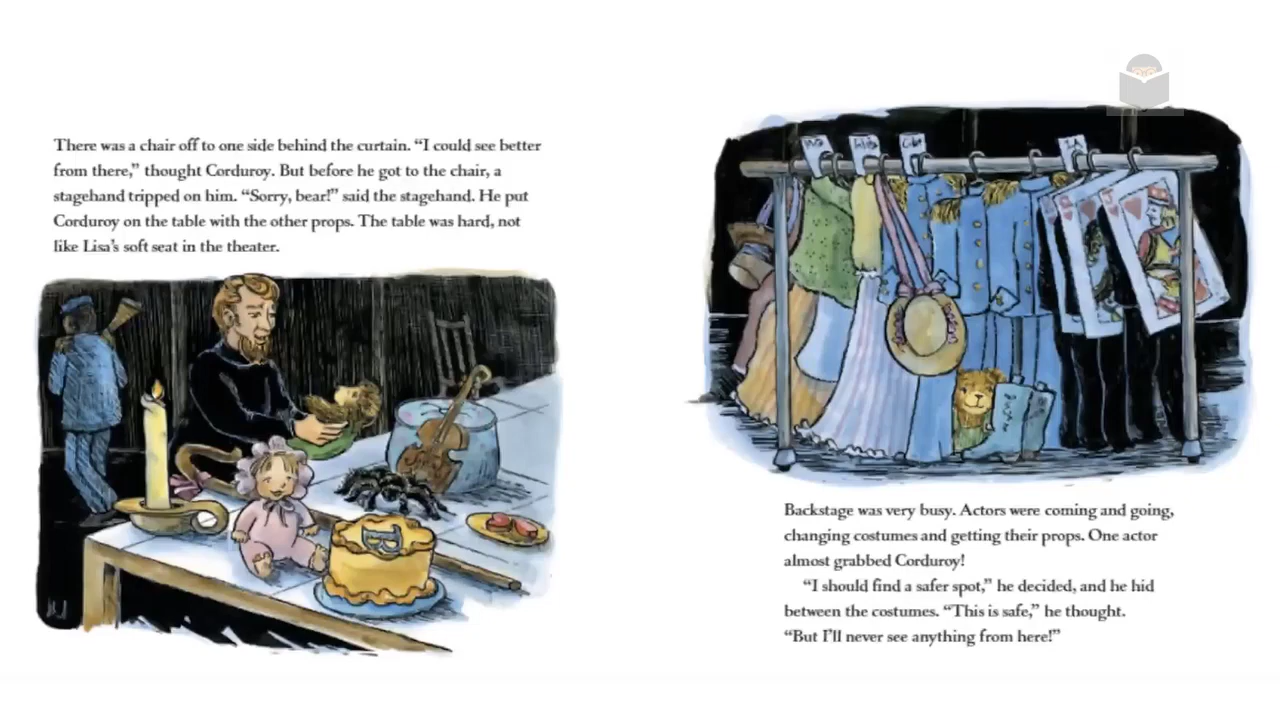 There was a chair off to one side behind the curtain. “I could see better
from there,” thought Corduroy. But before he got to the chair, a
stagehand tripped on him. “Sorry, bear!” said the stagehand. He put
Corduroy on the table with the other props. The table was hard, not
like Lisa’s soft seat in the theater.
B
Backstage was very busy. Actors were coming and going,
changing costumes and getting their props. One actor
almost grabbed Corduroy!
“I should find a safer spot,” he decided, and he hid
between the costumes. “This is safe,” he thought.
“But I’ll never see anything from here!”